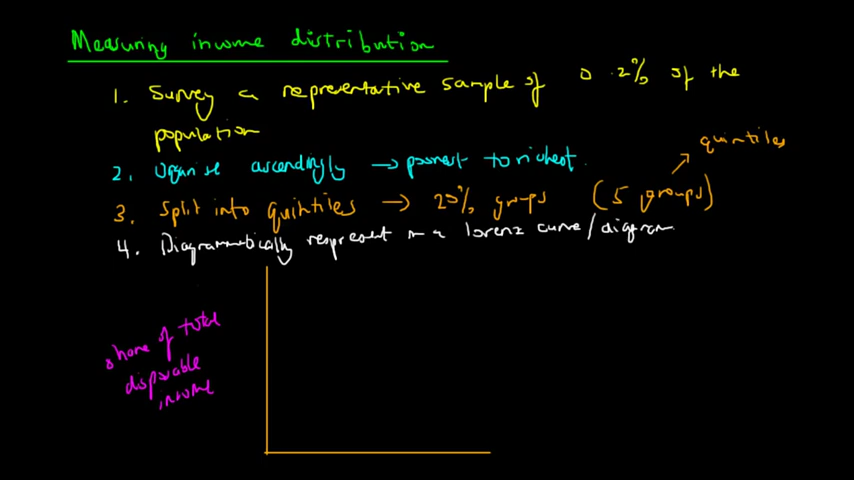 Measuring income distribution
1. Survey a representative sample of 0.2% of the
population
quintiles
2. Organise ascendingly → poorest to richest.
3. Split into quintiles → 20% groups (5 groups)
4. Diagrammatically respresent in a lorenz curve/diagram
share of total
disposable
income